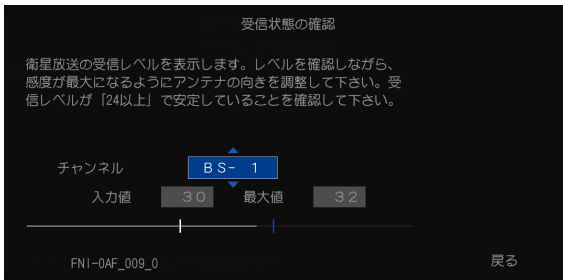 受信状態の確認
衛星放送の受信レベルを表示します。レベルを確認しながら、
感度が最大になるようにアンテナの向きを調整して下さい。受
信レベルが「24以上」で安定していることを確認して下さい。
チャンネル BS- 1
入力値 30 最大値 32
FNI-0AF_009_0 戻る